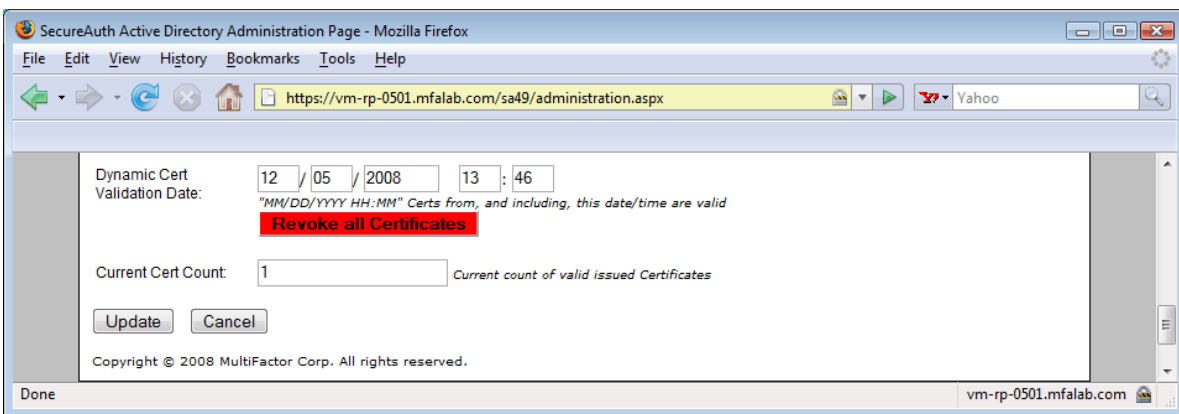 SecureAuth Active Directory Administration Page - Mozilla Firefox
File Edit View History Bookmarks Tools Help
https://vm-rp-0501.mfalab.com/sa49/administration.aspx Yahoo
Dynamic Cert Validation Date: 12 / 05 / 2008 13 : 46
"MM/DD/YYYY HH:MM" Certs from, and including, this date/time are valid
Revoke all Certificates
Current Cert Count: 1 Current count of valid issued Certificates
Update Cancel
Copyright © 2008 MultiFactor Corp. All rights reserved.
Done vm-rp-0501.mfalab.com